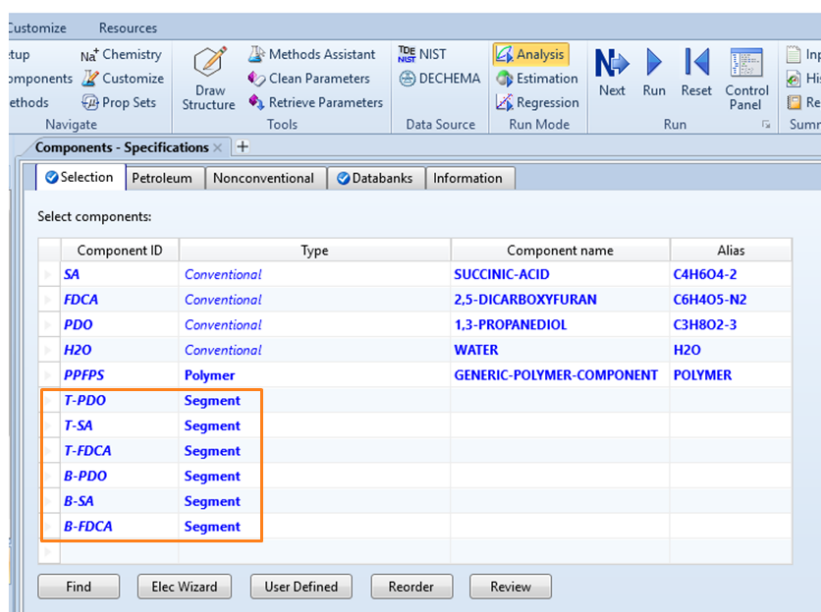 Customize Resources
etup Na+ Chemistry Methods Assistant TDE NIST NIST Analysis Inp
omponents Customize Draw Structure Clean Parameters DECHEMA Estimation Next Run Reset Control Panel His
ethods Prop Sets Retrieve Parameters Regression Re
Navigate Tools Data Source Run Mode Run Summ
Components - Specifications × +
Selection Petroleum Nonconventional Databanks Information
Select components:
Component ID Type Component name Alias
SA Conventional SUCCINIC-ACID C4H6O4-2
FDCA Conventional 2,5-DICARBOXYFURAN C6H4O5-N2
PDO Conventional 1,3-PROPANEDIOL C3H8O2-3
H2O Conventional WATER H2O
PPFPS Polymer GENERIC-POLYMER-COMPONENT POLYMER
T-PDO Segment
T-SA Segment
T-FDCA Segment
B-PDO Segment
B-SA Segment
B-FDCA Segment
Find Elec Wizard User Defined Reorder Review